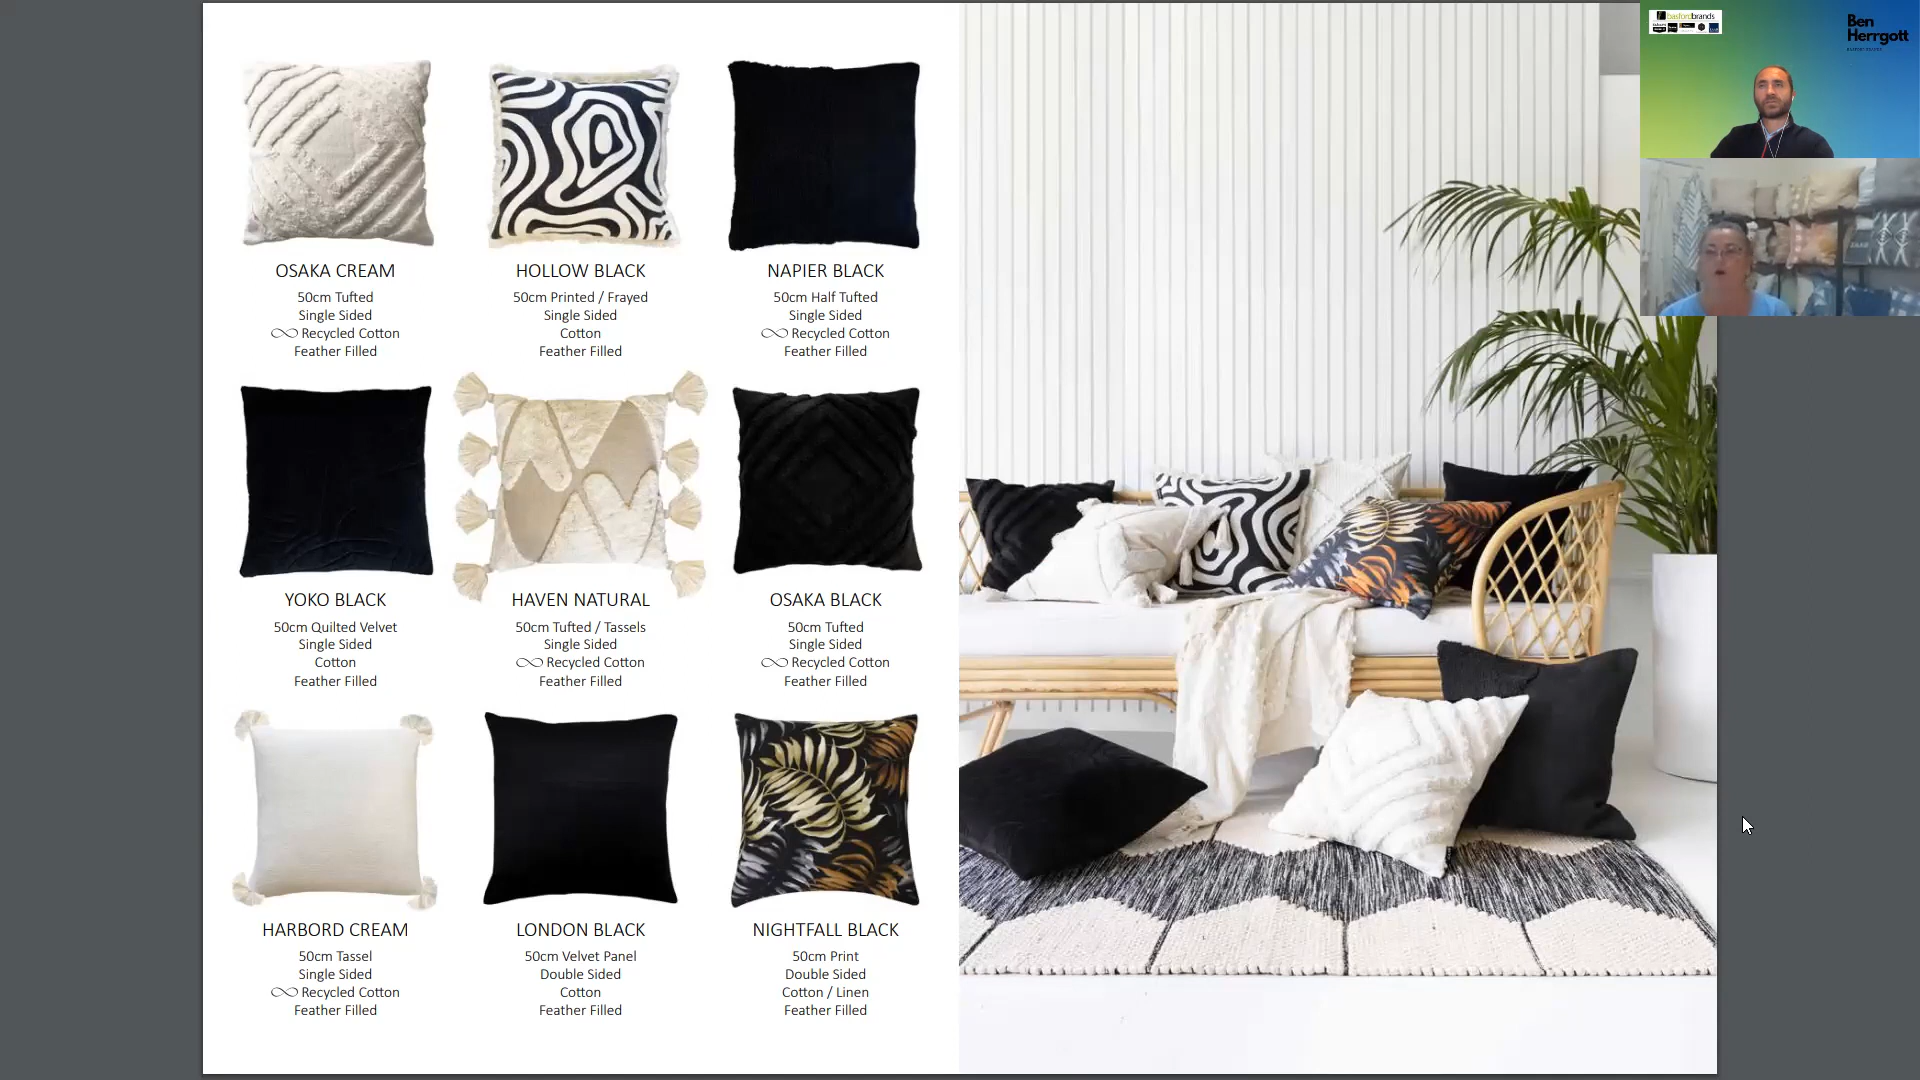 OSAKA CREAM
50cm Tufted
Single Sided
Recycled Cotton
Feather Filled
HOLLOW BLACK
50cm Printed / Frayed
Single Sided
Cotton
Feather Filled
NAPIER BLACK
50cm Half Tufted
Single Sided
Recycled Cotton
Feather Filled
YOKO BLACK
50cm Quilted Velvet
Single Sided
Cotton
Feather Filled
HAVEN NATURAL
50cm Tufted / Tassels
Single Sided
Recycled Cotton
Feather Filled
OSAKA BLACK
50cm Tufted
Single Sided
Recycled Cotton
Feather Filled
HARBORD CREAM
50cm Tassel
Single Sided
Recycled Cotton
Feather Filled
LONDON BLACK
50cm Velvet Panel
Double Sided
Cotton
Feather Filled
NIGHTFALL BLACK
50cm Print
Double Sided
Cotton / Linen
Feather Filled
basfordbrands
Ben
Herrgott